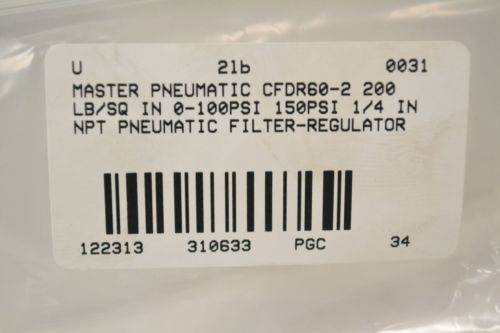 U 2lb 0031
MASTER PNEUMATIC CFDR60-2 200
LB/SQ IN 0-100PSI 150PSI 1/4 IN
NPT PNEUMATIC FILTER-REGULATOR
122313 310633 PGC 34